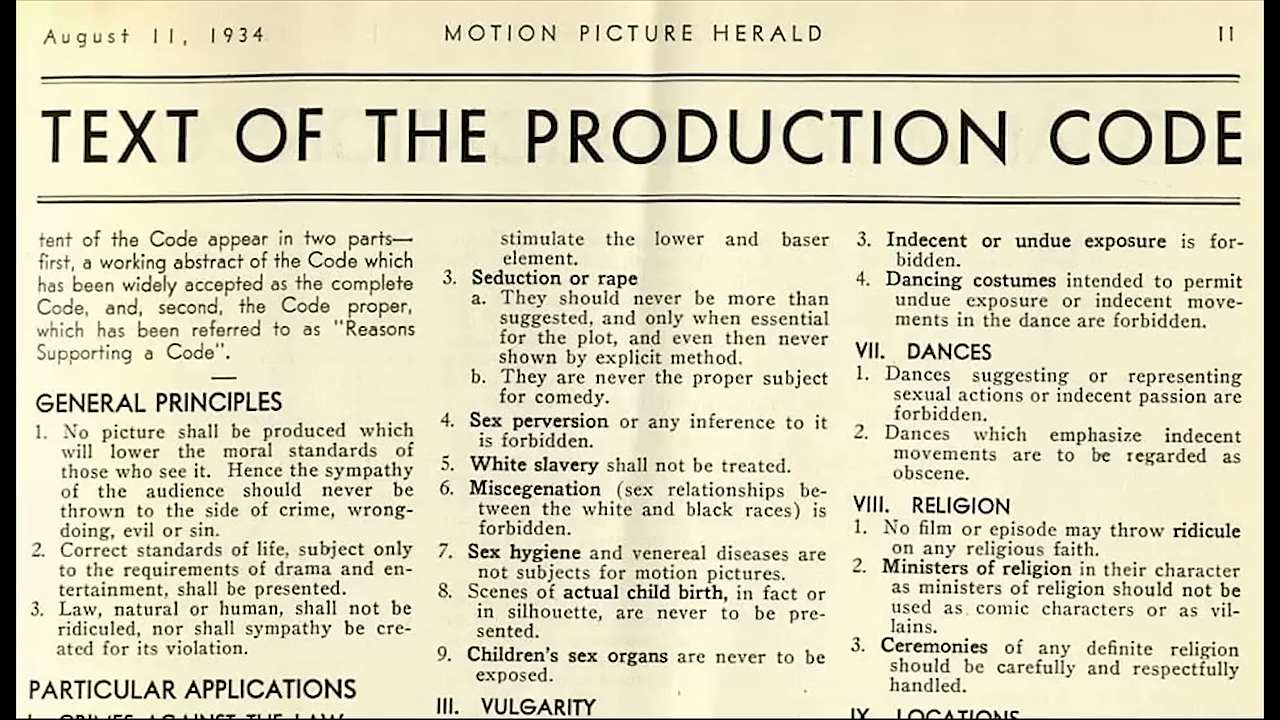 August 11, 1934
MOTION PICTURE HERALD
11
TEXT OF THE PRODUCTION CODE
tent of the Code appear in two parts—
first, a working abstract of the Code which
has been widely accepted as the complete
Code, and, second, the Code proper,
which has been referred to as "Reasons
Supporting a Code".
GENERAL PRINCIPLES
1. No picture shall be produced which
will lower the moral standards of
those who see it. Hence the sympathy
of the audience should never be
thrown to the side of crime, wrong-
doing, evil or sin.
2. Correct standards of life, subject only
to the requirements of drama and en-
tertainment, shall be presented.
3. Law, natural or human, shall not be
ridiculed, nor shall sympathy be cre-
ated for its violation.
PARTICULAR APPLICATIONS
I. CRIMES AGAINST THE LAW
stimulate the lower and baser
element.
3. Seduction or rape
a. They should never be more than
suggested, and only when essential
for the plot, and even then never
shown by explicit method.
b. They are never the proper subject
for comedy.
4. Sex perversion or any inference to it
is forbidden.
5. White slavery shall not be treated.
6. Miscegenation (sex relationships be-
tween the white and black races) is
forbidden.
7. Sex hygiene and venereal diseases are
not subjects for motion pictures.
8. Scenes of actual child birth, in fact or
in silhouette, are never to be pre-
sented.
9. Children's sex organs are never to be
exposed.
III. VULGARITY
3. Indecent or undue exposure is for-
bidden.
4. Dancing costumes intended to permit
undue exposure or indecent move-
ments in the dance are forbidden.
VII. DANCES
1. Dances suggesting or representing
sexual actions or indecent passion are
forbidden.
2. Dances which emphasize indecent
movements are to be regarded as
obscene.
VIII. RELIGION
1. No film or episode may throw ridicule
on any religious faith.
2. Ministers of religion in their character
as ministers of religion should not be
used as comic characters or as vil-
lains.
3. Ceremonies of any definite religion
should be carefully and respectfully
handled.
IX. LOCATIONS